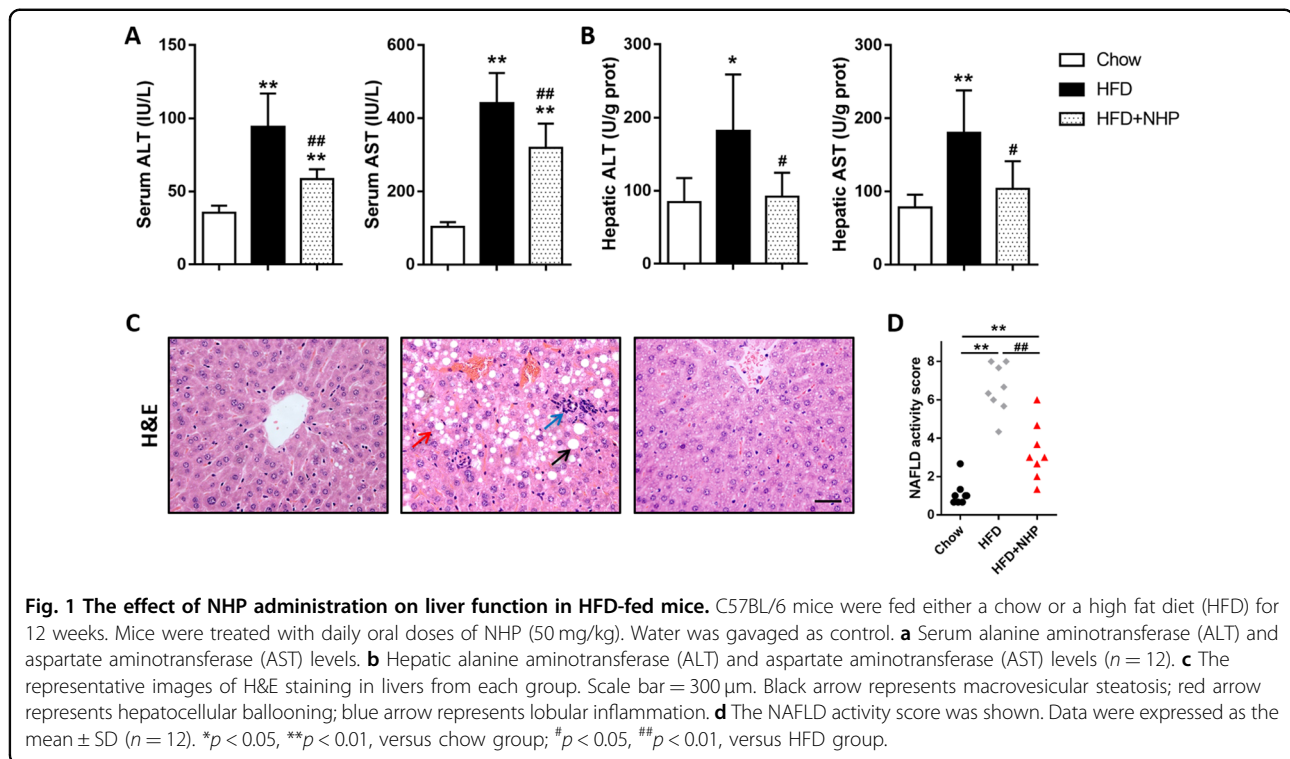 A
B
150
100
50
0
Serum ALT (IU/L)
**
##
**
600
400
200
0
Serum AST (IU/L)
**
##
**
300
200
100
0
Hepatic ALT (U/g prot)
*
#
300
200
100
0
Hepatic AST (U/g prot)
**
#
Chow
HFD
HFD+NHP
C
H&E
D
**
**
##
8
6
4
2
0
NAFLD activity score
Chow
HFD
HFD+NHP
Fig. 1 The effect of NHP administration on liver function in HFD-fed mice. C57BL/6 mice were fed either a chow or a high fat diet (HFD) for
12 weeks. Mice were treated with daily oral doses of NHP (50 mg/kg). Water was gavaged as control. a Serum alanine aminotransferase (ALT) and
aspartate aminotransferase (AST) levels. b Hepatic alanine aminotransferase (ALT) and aspartate aminotransferase (AST) levels (n = 12). c The
representative images of H&E staining in livers from each group. Scale bar = 300 μm. Black arrow represents macrovesicular steatosis; red arrow
represents hepatocellular ballooning; blue arrow represents lobular inflammation. d The NAFLD activity score was shown. Data were expressed as the
mean ± SD (n = 12). *p < 0.05, **p < 0.01, versus chow group; #p < 0.05, ##p < 0.01, versus HFD group.